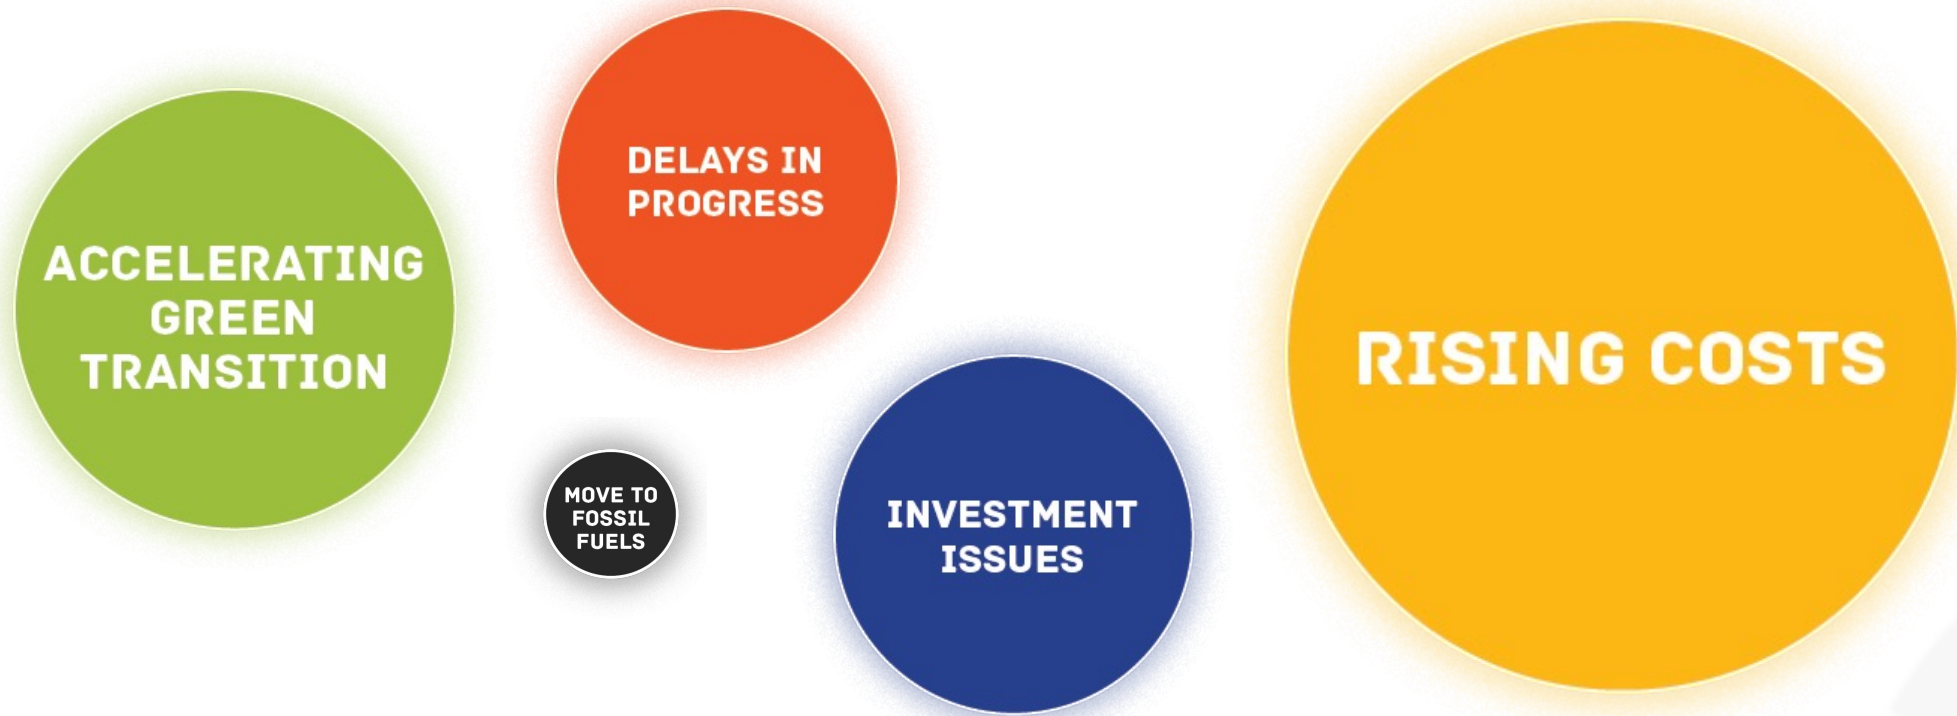 ACCELERATING
GREEN
TRANSITION
DELAYS IN
PROGRESS
MOVE TO
FOSSIL
FUELS
INVESTMENT
ISSUES
RISING COSTS